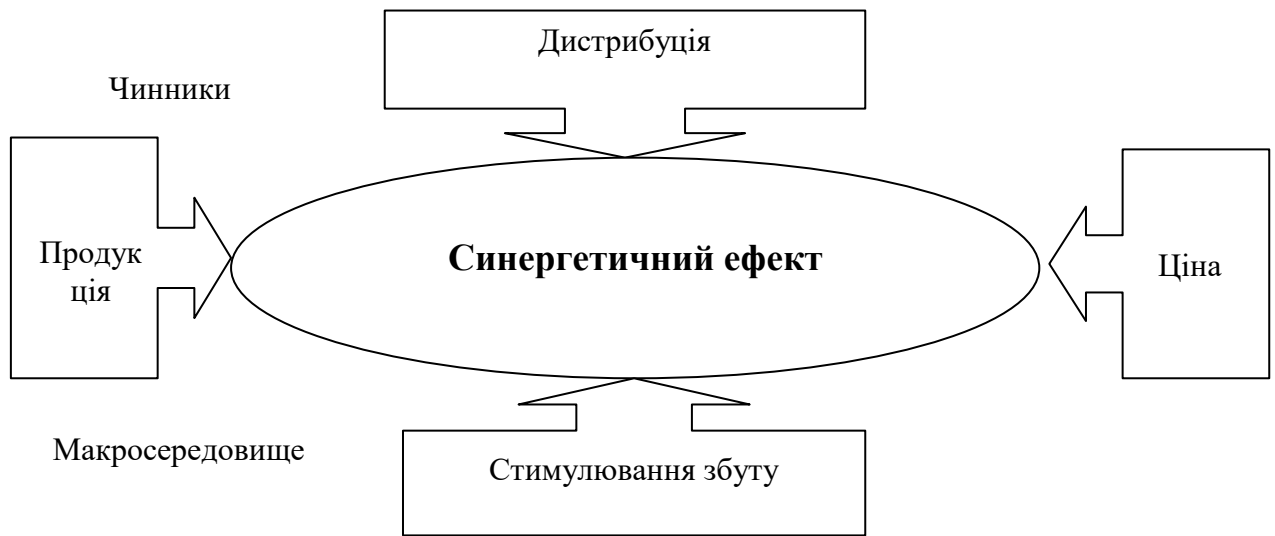 Дистрибуція
Чинники
Продук
ція
Синергетичний ефект
Ціна
Макросередовище
Стимулювання збуту